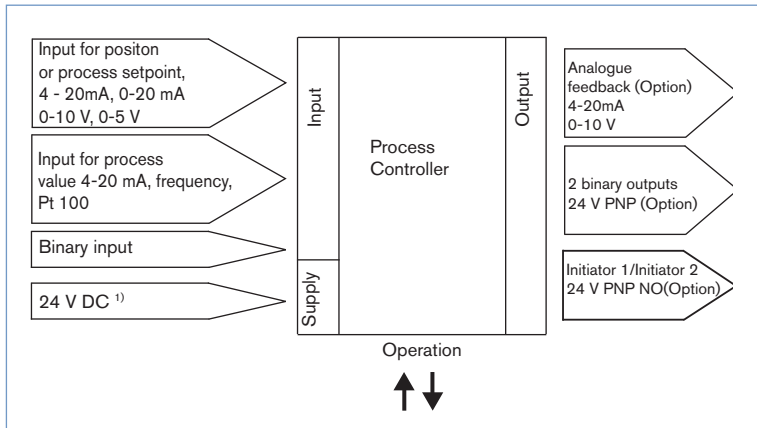 Input for positon
or process setpoint,
4 - 20mA, 0-20 mA
0-10 V, 0-5 V
Input for process
value 4-20 mA, frequency,
Pt 100
Binary input
24 V DC 1)
Input
Supply
Process
Controller
Output
Analogue
feedback (Option)
4-20mA
0-10 V
2 binary outputs
24 V PNP (Option)
Initiator 1/Initiator 2
24 V PNP NO(Option)
Operation